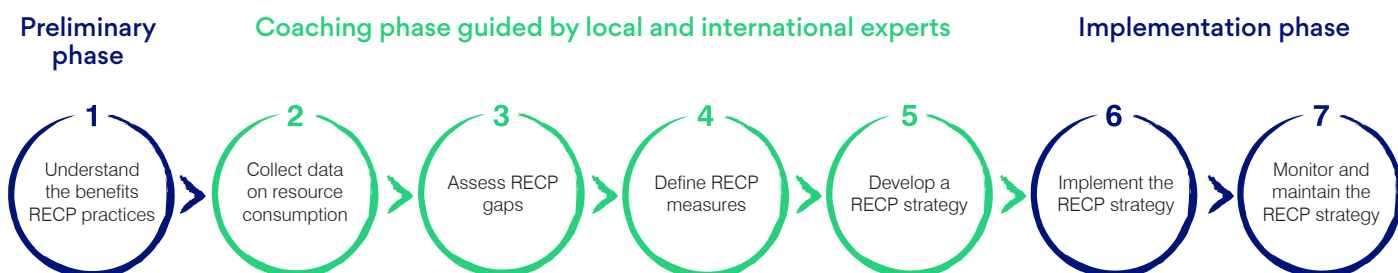 Preliminary
phase
Coaching phase guided by local and international experts
Implementation phase
1
Understand
the benefits
RECP practices
2
Collect data
on resource
consumption
3
Assess RECP
gaps
4
Define RECP
measures
5
Develop a
RECP strategy
6
Implement the
RECP strategy
7
Monitor and
maintain the
RECP strategy